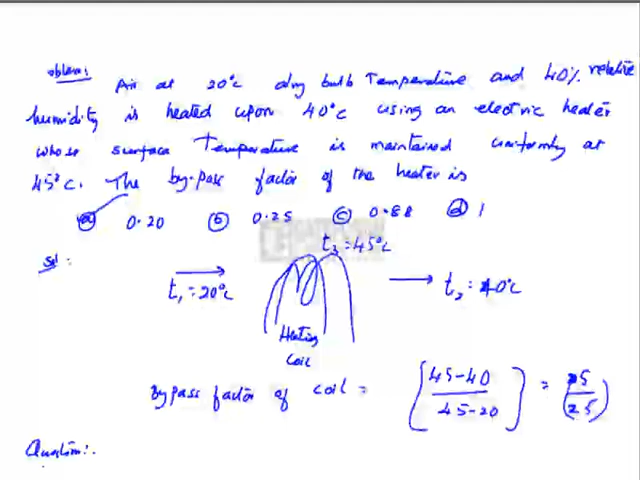 oblem: Air at 20°c dry bulb Temperature and 40% relative
humidity is heated upon 40°c using an electric heater
whose surface Temperature is maintained uniformly at
45°c. The by-pass factor of the heater is
(a) 0.20 (b) 0.25 (c) 0.88 (d) 1
Sol:
t3 = 45°c
t1 = 20°c
t2 = 40°c
Heating
coil
By pass factor of coil = [45-40/45-20] = (5/25)
Question: